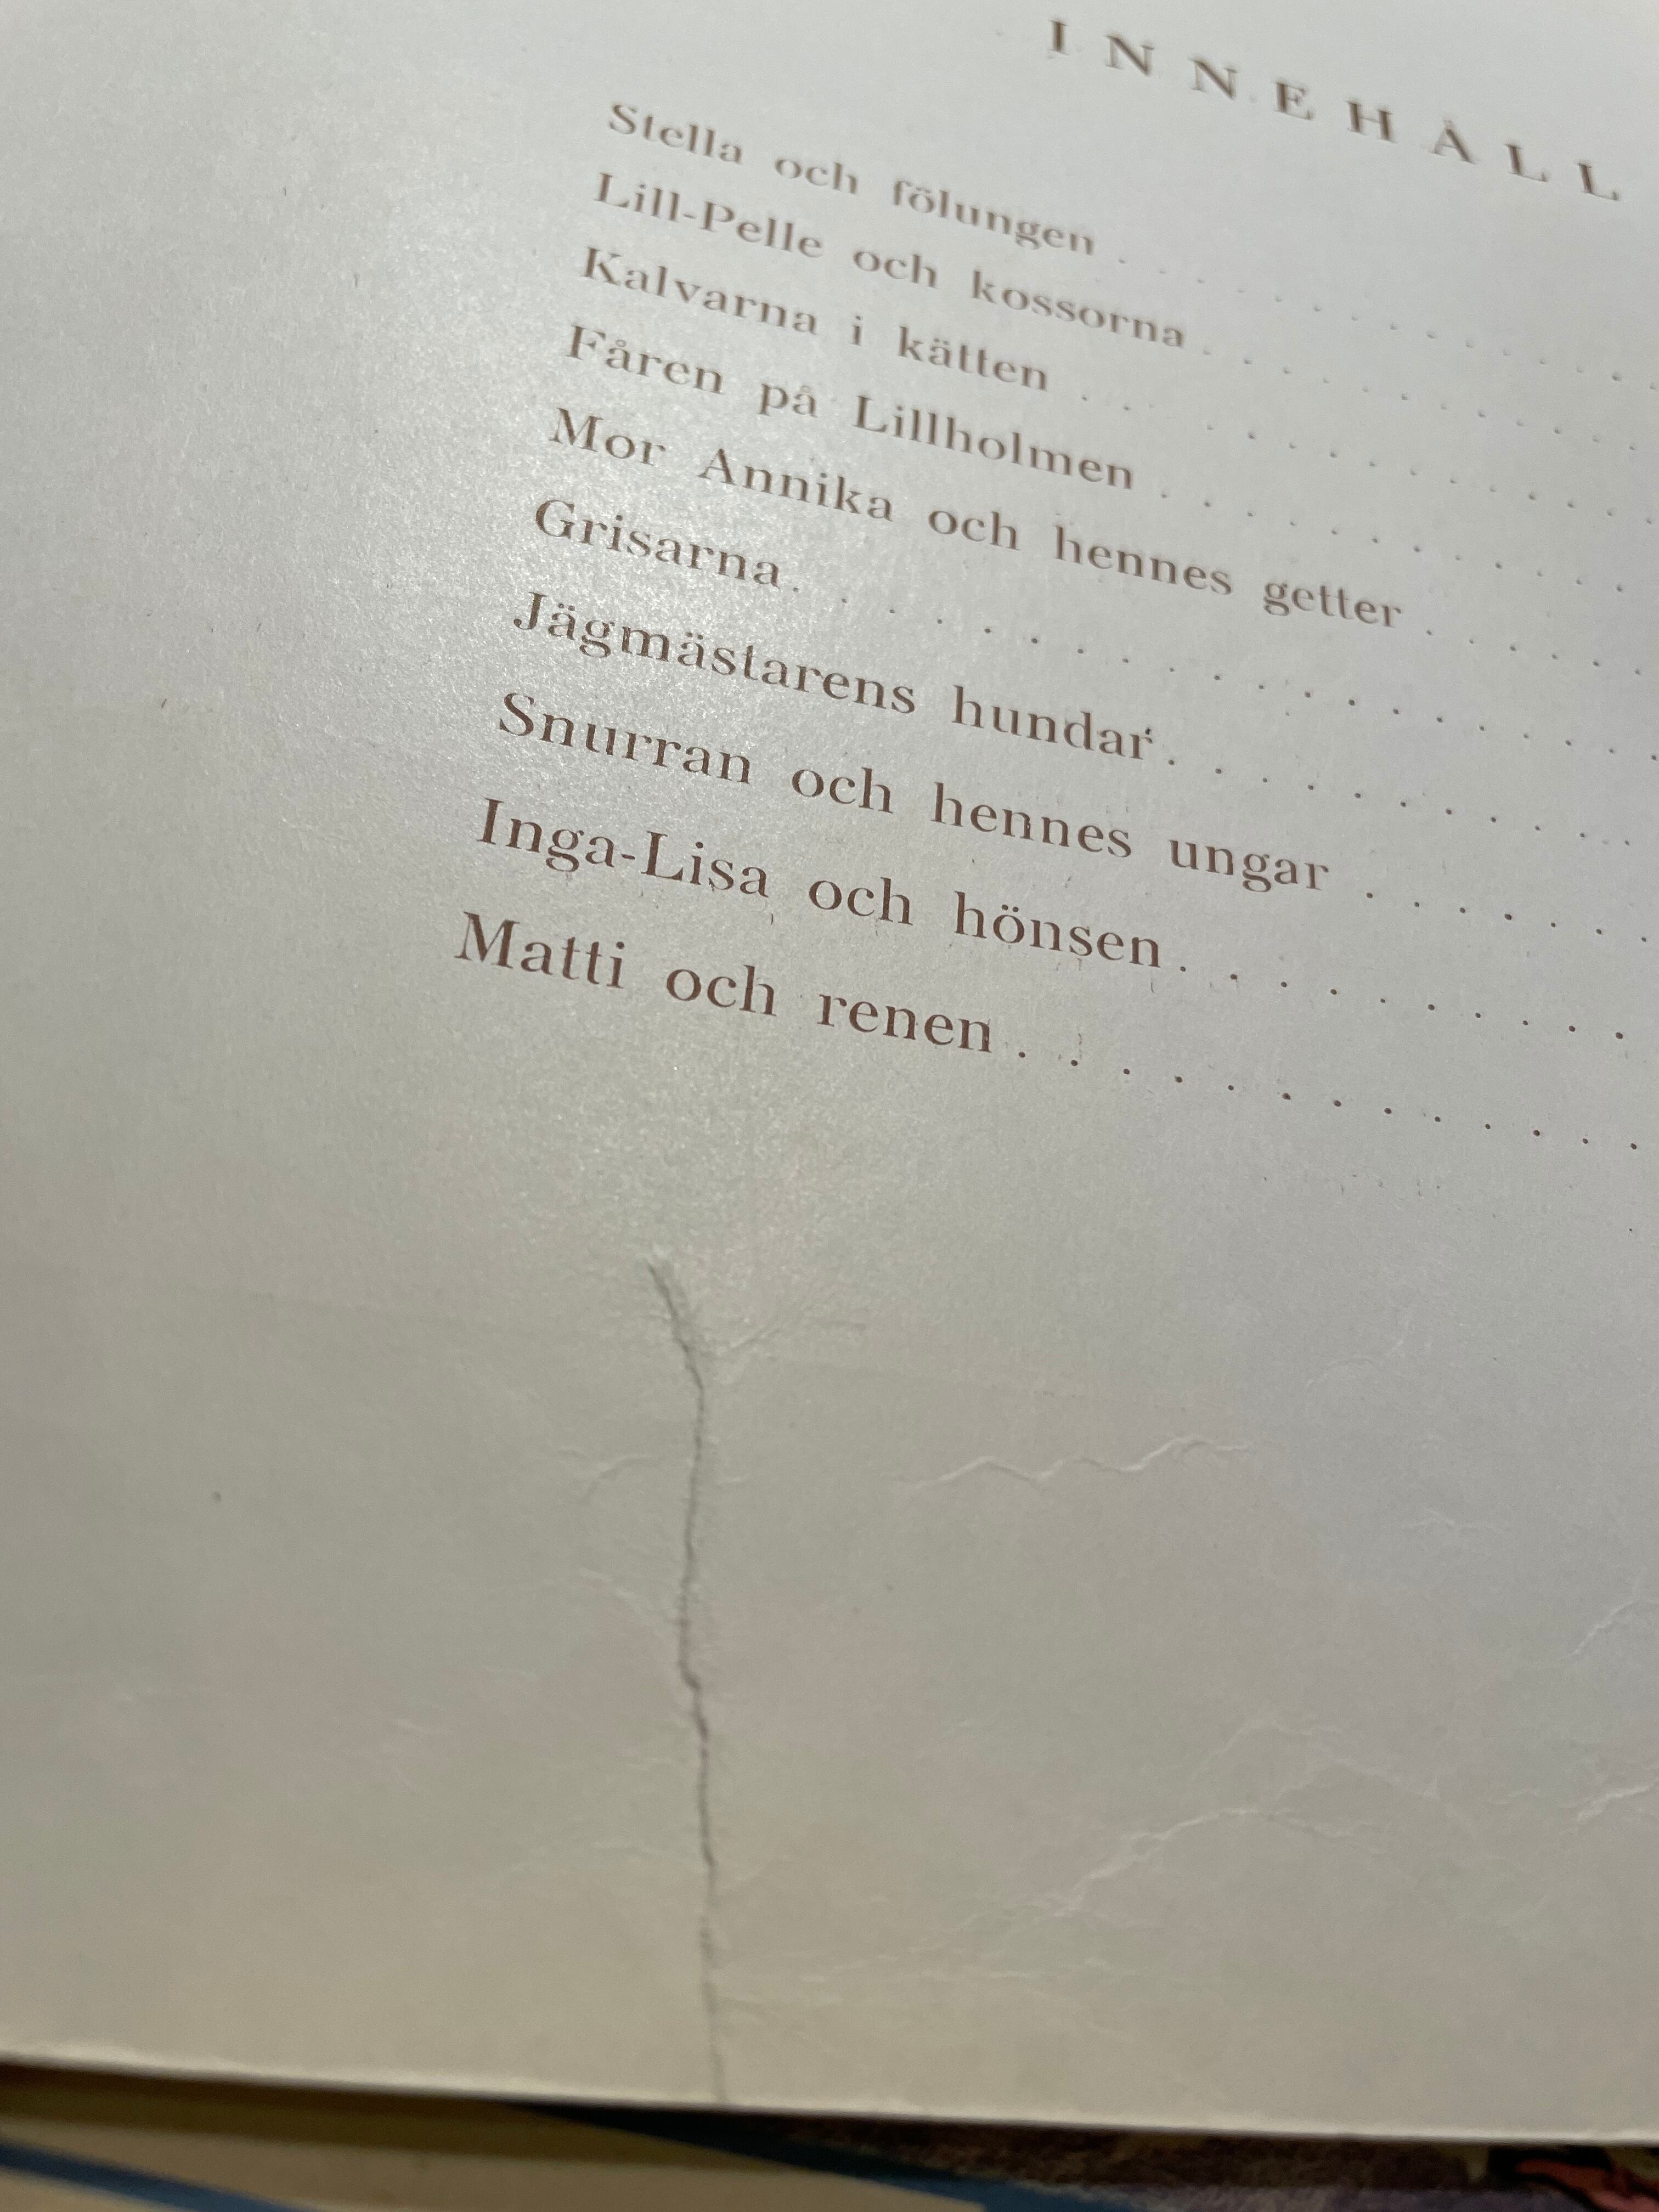 INNEHÅLL
Stella och fölungen . . . . . . . . . . . . . .
Lill-Pelle och kossorna . . . . . . . . . . . .
Kalvarna i kätten . . . . . . . . . . . . . .
Fåren på Lillholmen . . . . . . . . . . . .
Mor Annika och hennes getter . . . . . .
Grisarna . . . . . . . . . . . . . . . . . . .
Jägmästarens hundar . . . . . . . . . . .
Snurran och hennes ungar . . . . . . .
Inga-Lisa och hönsen . . . . . . . . . .
Matti och renen . . . . . . . . . . . . .